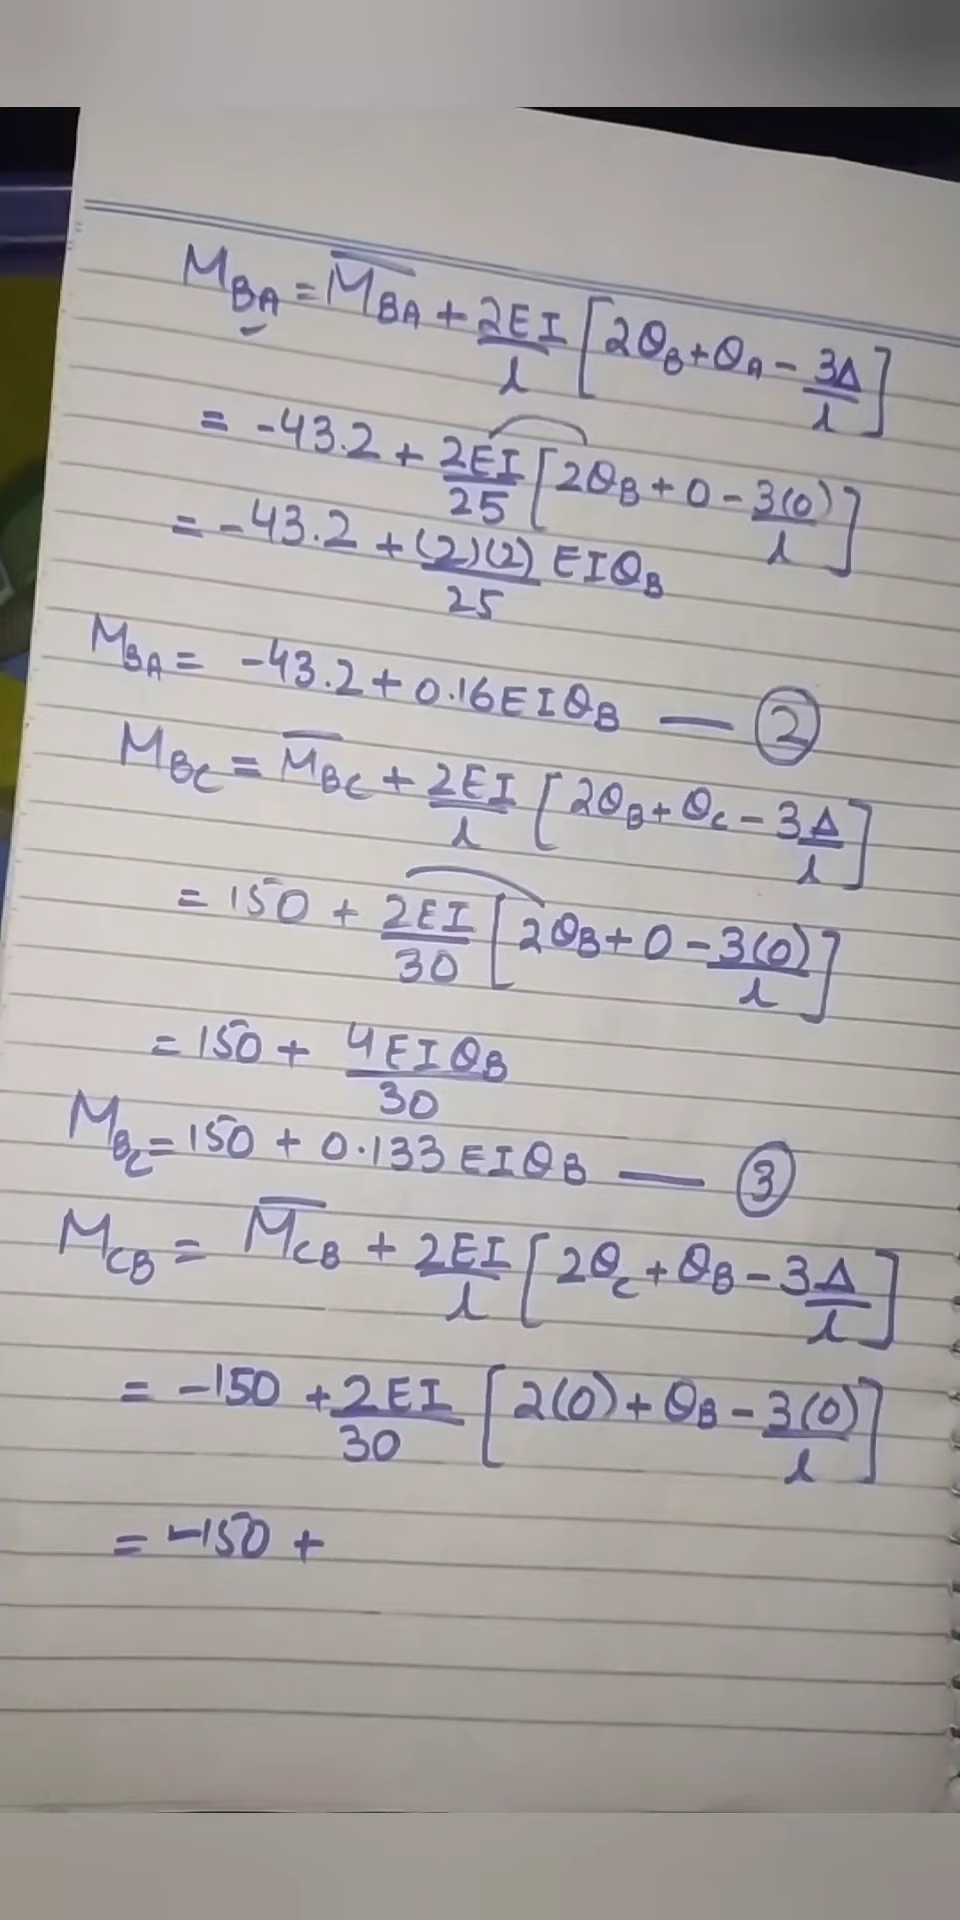 M_BA = M̅_BA + 2EI/l [2θ_B + θ_A - 3Δ/l]
= -43.2 + 2EI/25 [2θ_B + 0 - 3(0)/l]
= -43.2 + (2)(2)/25 EIθ_B
M_BA = -43.2 + 0.16EIθ_B — ②
M_BC = M̅_BC + 2EI/l [2θ_B + θ_C - 3Δ/l]
= 150 + 2EI/30 [2θ_B + 0 - 3(0)/l]
= 150 + 4EIθ_B/30
M_BC = 150 + 0.133EIθ_B — ③
M_CB = M̅_CB + 2EI/l [2θ_C + θ_B - 3Δ/l]
= -150 + 2EI/30 [2(0) + θ_B - 3(0)/l]
= -150 +